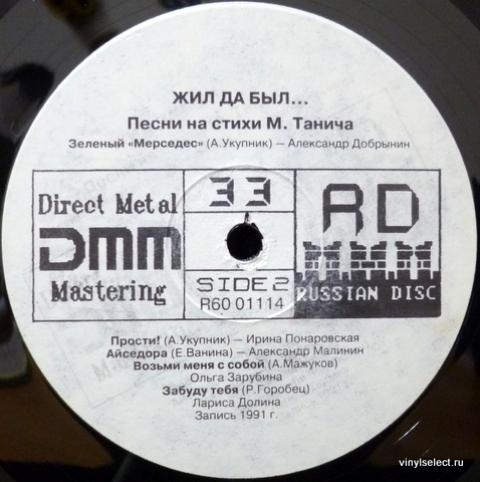 ЖИЛ ДА БЫЛ...
Песни на стихи М. Танича
Зеленый «Мерседес» (А.Укупник) — Александр Добрынин
Direct Metal
DMM
Mastering
33
SIDE 2
R60 01114
RD
RUSSIAN DISC
Прости! (А.Укупник) — Ирина Понаровская
Айседора (Е.Ванина) — Александр Малинин
Возьми меня с собой (А.Мажуков)
Ольга Зарубина
Забуду тебя (Р.Горобец)
Лариса Долина
Запись 1991 г.
vinylselect.ru